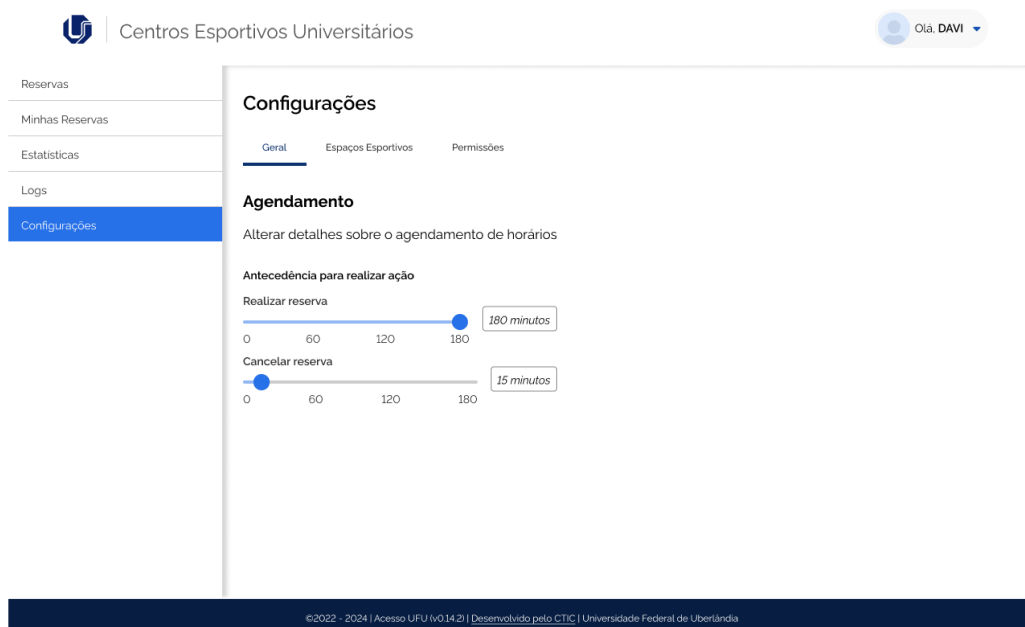 Centros Esportivos Universitários
Olá, DAVI
Reservas
Minhas Reservas
Estatísticas
Logs
Configurações
Configurações
Geral Espaços Esportivos Permissões
Agendamento
Alterar detalhes sobre o agendamento de horários
Antecedência para realizar ação
Realizar reserva
180 minutos
0 60 120 180
Cancelar reserva
15 minutos
0 60 120 180
©2022 - 2024 | Acesso UFU (v0.14.2) | Desenvolvido pelo CTIC | Universidade Federal de Uberlândia